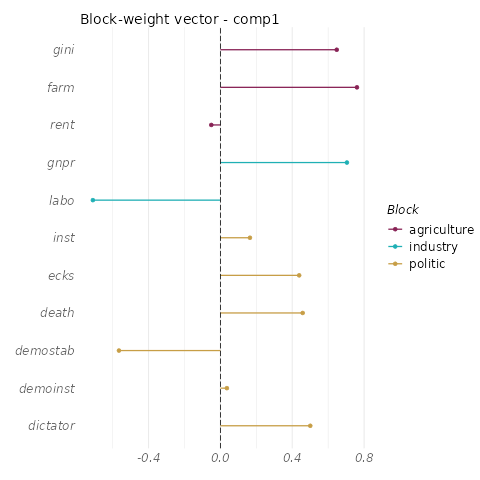 Block-weight vector - comp1
gini
farm
rent
gnpr
labo
inst
ecks
death
demostab
demoinst
dictator
-0.4 0.0 0.4 0.8
Block
agriculture
industry
politic